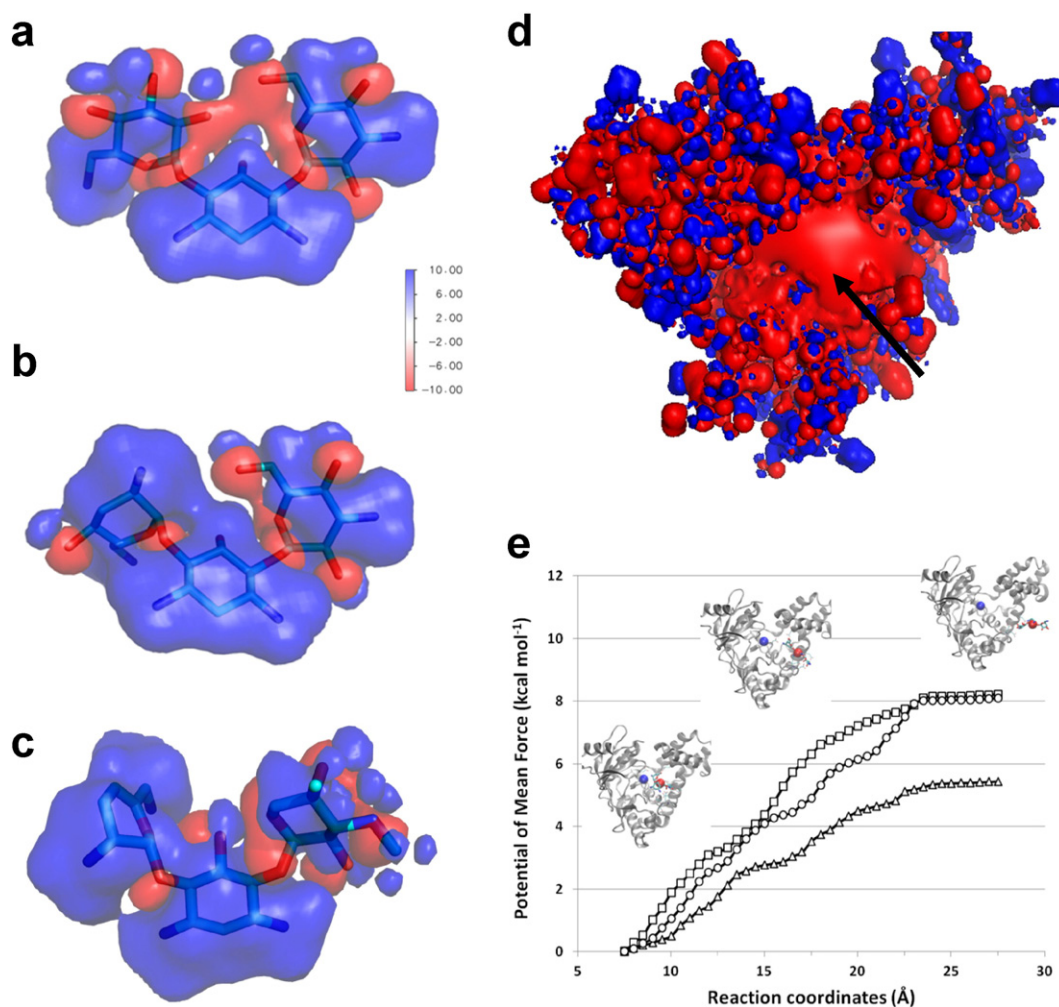 a
10.00
6.00
2.00
-2.00
-6.00
-10.00
b
c
d
e
12
10
8
6
4
2
0
5
10
15
20
25
30
Potential of Mean Force (kcal mol-1)
Reaction coordinates (Å)